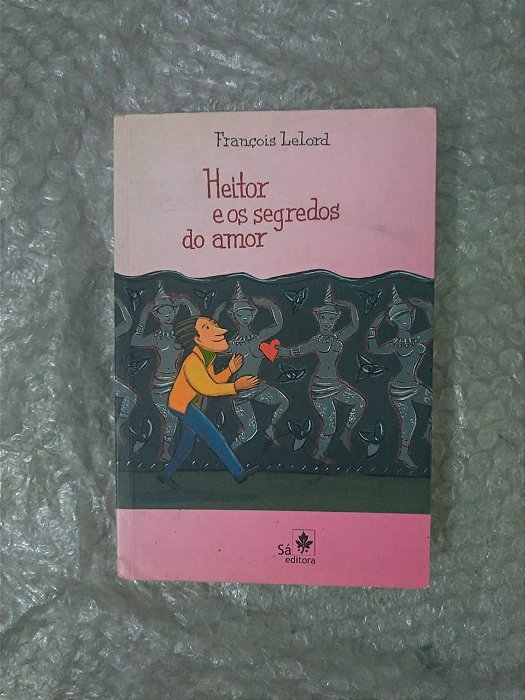 François Lelord
Heitor
e os segredos
do amor
Sá
editora